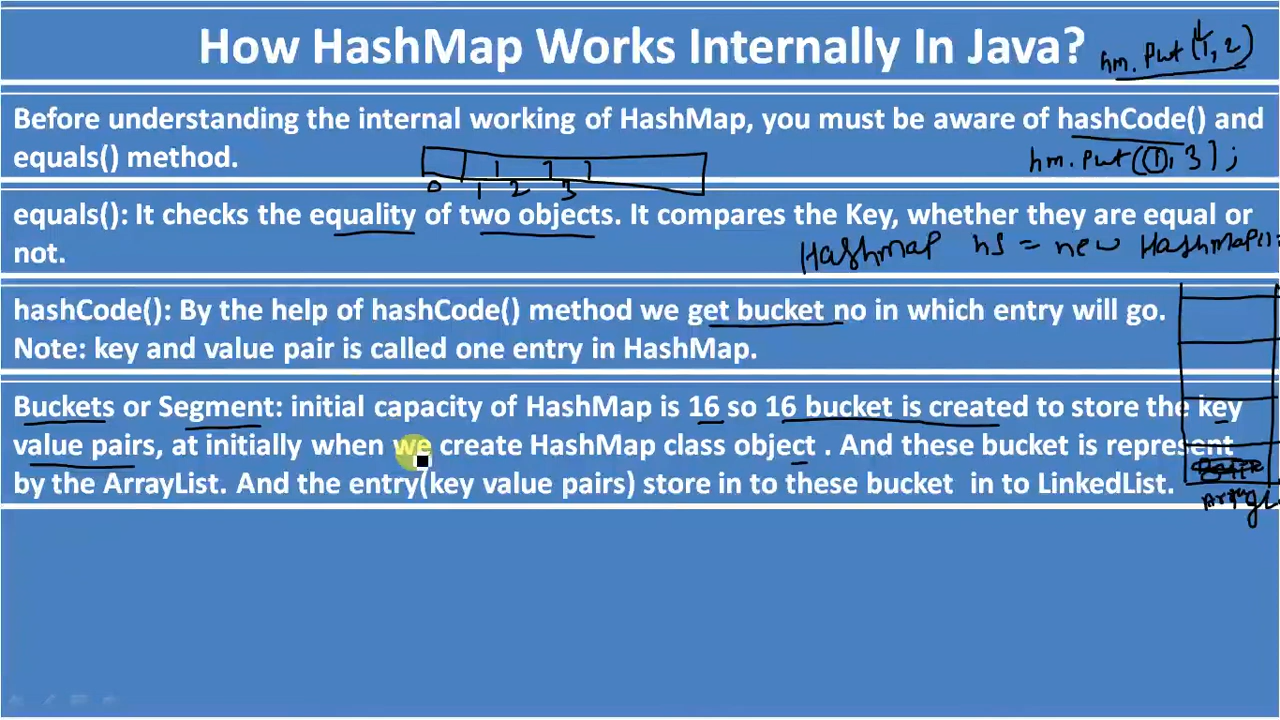 How HashMap Works Internally In Java?
hm. Put (1, 2)
Before understanding the internal working of HashMap, you must be aware of hashCode() and
equals() method.
hm. Put (1, 3);
0 1 2 3
equals(): It checks the equality of two objects. It compares the Key, whether they are equal or
not.
Hashmap hs = new Hashmap();
hashCode(): By the help of hashCode() method we get bucket no in which entry will go.
Note: key and value pair is called one entry in HashMap.
Buckets or Segment: initial capacity of HashMap is 16 so 16 bucket is created to store the key
value pairs, at initially when we create HashMap class object . And these bucket is represent
by the ArrayList. And the entry(key value pairs) store in to these bucket in to LinkedList.